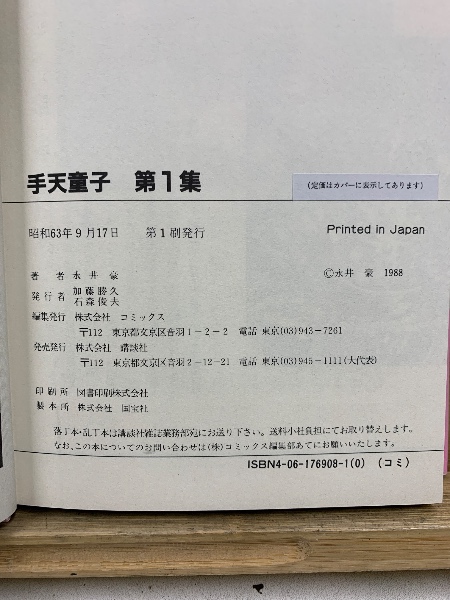 手天童子 第1集
(定価はカバーに表示してあります)
昭和63年9月17日 第1刷発行
Printed in Japan
著者 永井豪
©永井豪 1988
発行者 加藤勝久
石森俊夫
編集発行 株式会社 コミックス
〒112 東京都文京区音羽1-2-2 電話 東京(03)943-7261
発売発行 株式会社 講談社
〒112 東京都文京区音羽2-12-21 電話 東京(03)945-1111(大代表)
印刷所 図書印刷株式会社
製本所 株式会社 国宝社
落丁本・乱丁本は講談社雑誌業務部宛にお送り下さい。送料小社負担にてお取り替えします。
なお、この本についてのお問い合わせは(株)コミックス編集部あてにお願いいたします。
ISBN4-06-176908-1(0) (コミ)